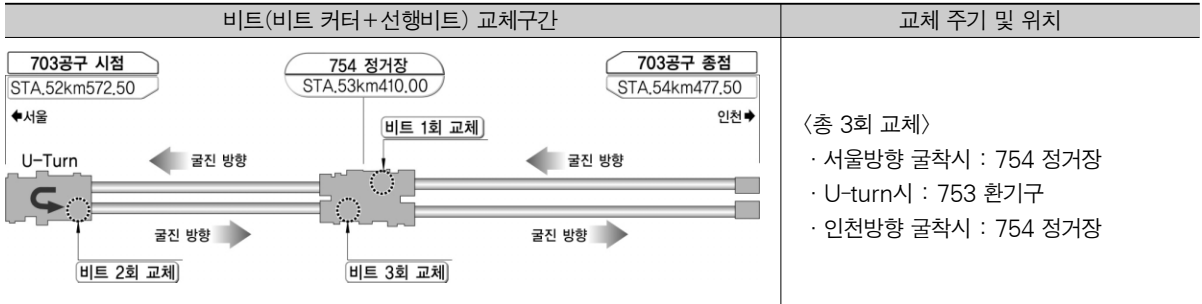 비트(비트 커터+선행비트) 교체구간
교체 주기 및 위치
703공구 시점
STA.52km572.50
754 정거장
STA.53km410.00
703공구 종점
STA.54km477.50
🡄서울
인천🡆
비트 1회 교체
U-Turn
굴진 방향
굴진 방향
굴진 방향
굴진 방향
비트 2회 교체
비트 3회 교체
〈총 3회 교체〉
· 서울방향 굴착시 : 754 정거장
· U-turn시 : 753 환기구
· 인천방향 굴착시 : 754 정거장